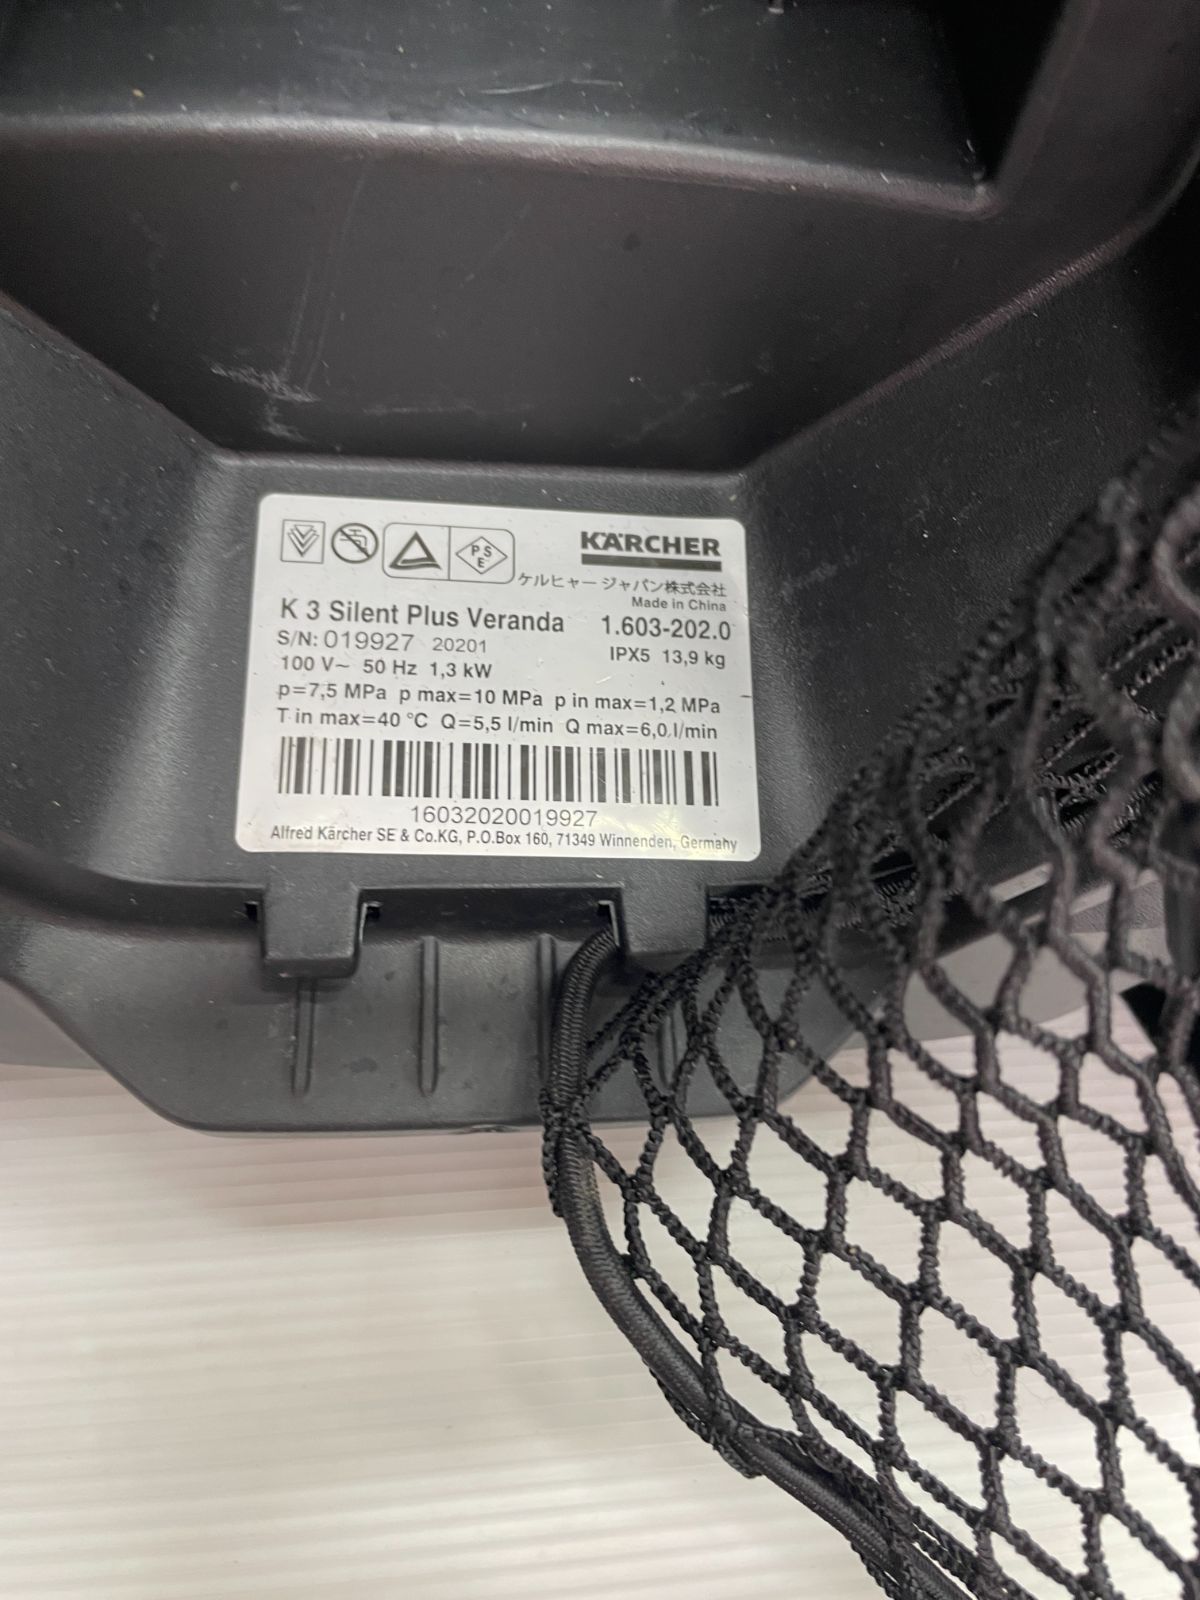 PSE
KÄRCHER
ケルヒャー ジャパン株式会社
Made in China
K 3 Silent Plus Veranda 1.603-202.0
S/N: 019927 20201 IPX5 13,9 kg
100 V~ 50 Hz 1,3 kW
p=7,5 MPa p max=10 MPa p in max=1,2 MPa
T in max=40 °C Q=5,5 l/min Q max=6,0 l/min
16032020019927
Alfred Kärcher SE & Co.KG, P.O.Box 160, 71349 Winnenden, Germany